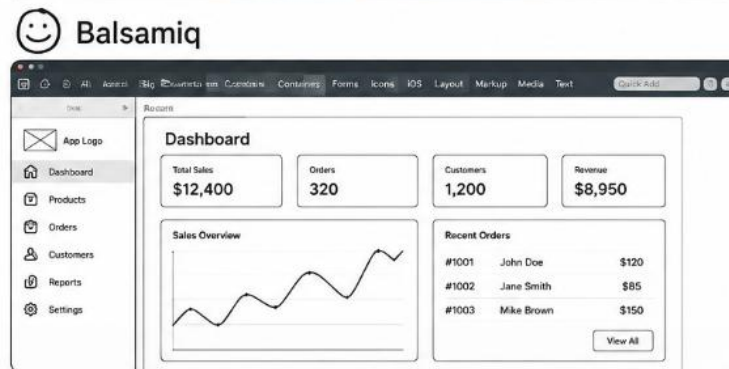 Balsamiq
All
Big
Containers Forms Icons iOS Layout Markup Media Text
Quick Add
App Logo
Dashboard
Products
Orders
Customers
Reports
Settings
Dashboard
Total Sales
$12,400
Orders
320
Customers
1,200
Revenue
$8,950
Sales Overview
Recent Orders
#1001 John Doe $120
#1002 Jane Smith $85
#1003 Mike Brown $150
View All